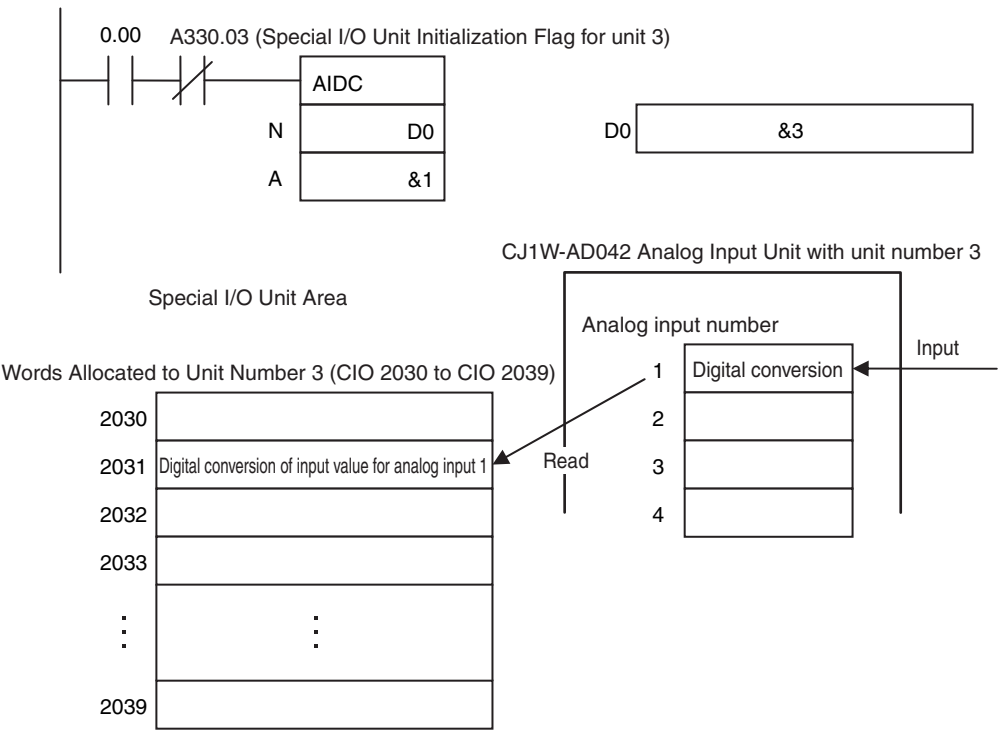 0.00 A330.03 (Special I/O Unit Initialization Flag for unit 3)
AIDC
N D0
A &1
D0 &3
CJ1W-AD042 Analog Input Unit with unit number 3
Special I/O Unit Area
Analog input number
Input
Words Allocated to Unit Number 3 (CIO 2030 to CIO 2039)
1 Digital conversion
2
3
4
Read
2030
2031 Digital conversion of input value for analog input 1
2032
2033
2039